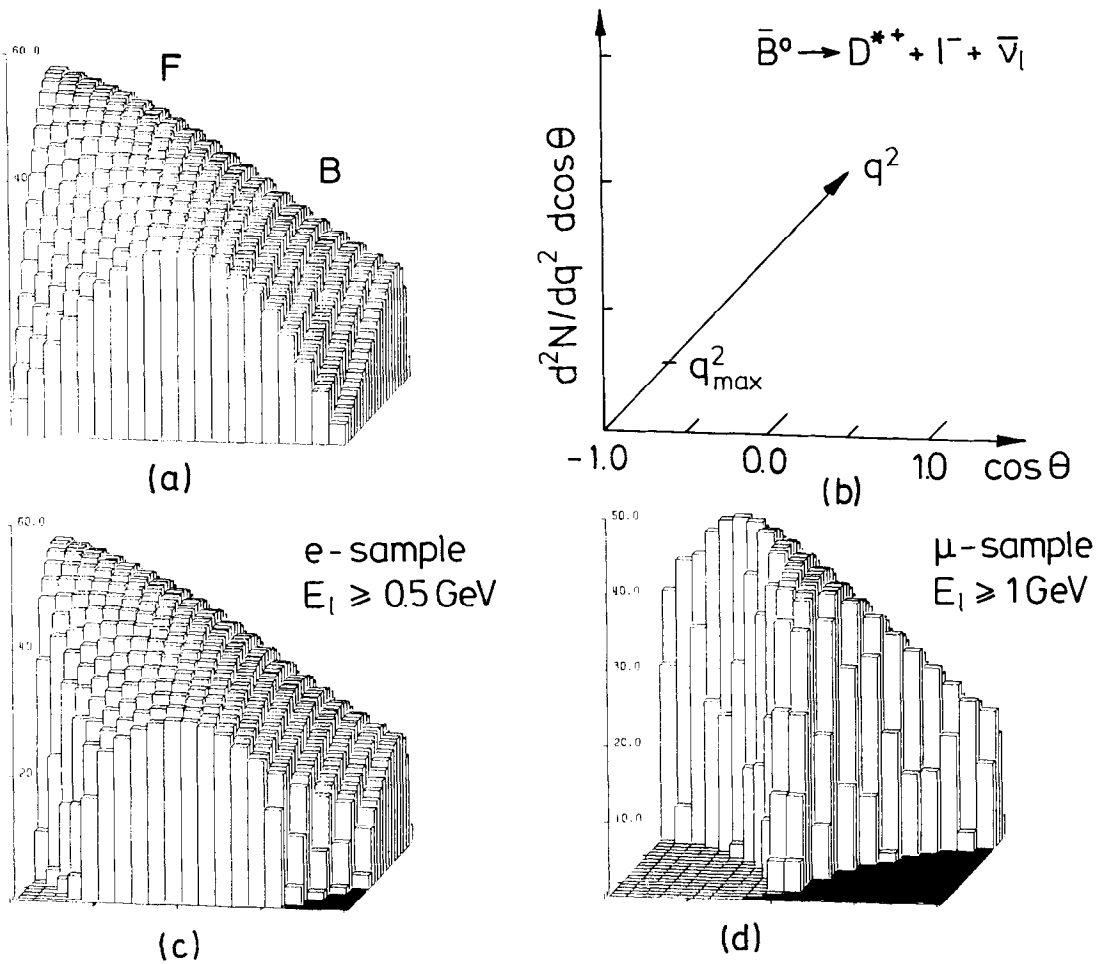 60.0
F
B
40
(a)
B̄⁰ → D*⁺ + l⁻ + ν̄ₗ
d²N/dq² dcosθ
q²
q²max
-1.0 0.0 1.0 cosθ
(b)
60.0
40
20
e-sample
Eₗ ⩾ 0.5 GeV
(c)
50.0
40.0
30.0
20.0
10.0
μ-sample
Eₗ ⩾ 1 GeV
(d)